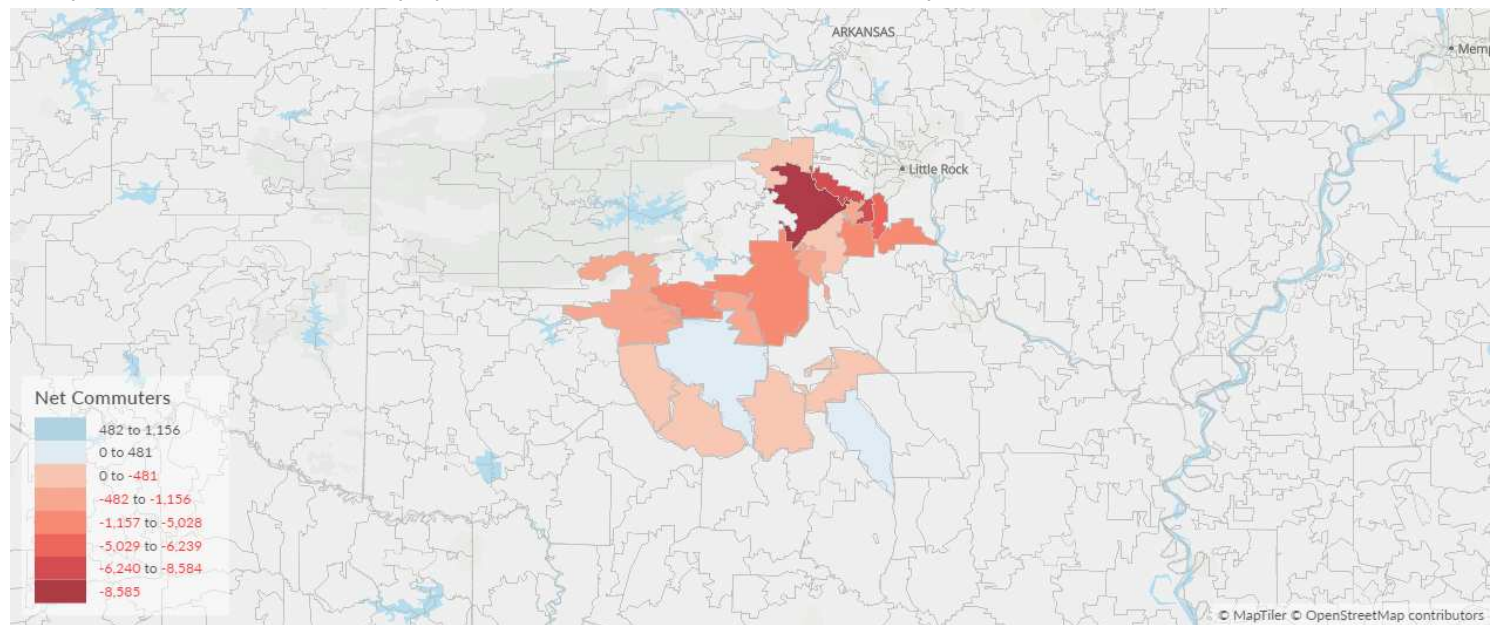 ARKANSAS
Memp
Little Rock
Net Commuters
482 to 1,156
0 to 481
0 to -481
-482 to -1,156
-1,157 to -5,028
-5,029 to -6,239
-6,240 to -8,584
-8,585
© MapTiler © OpenStreetMap contributors